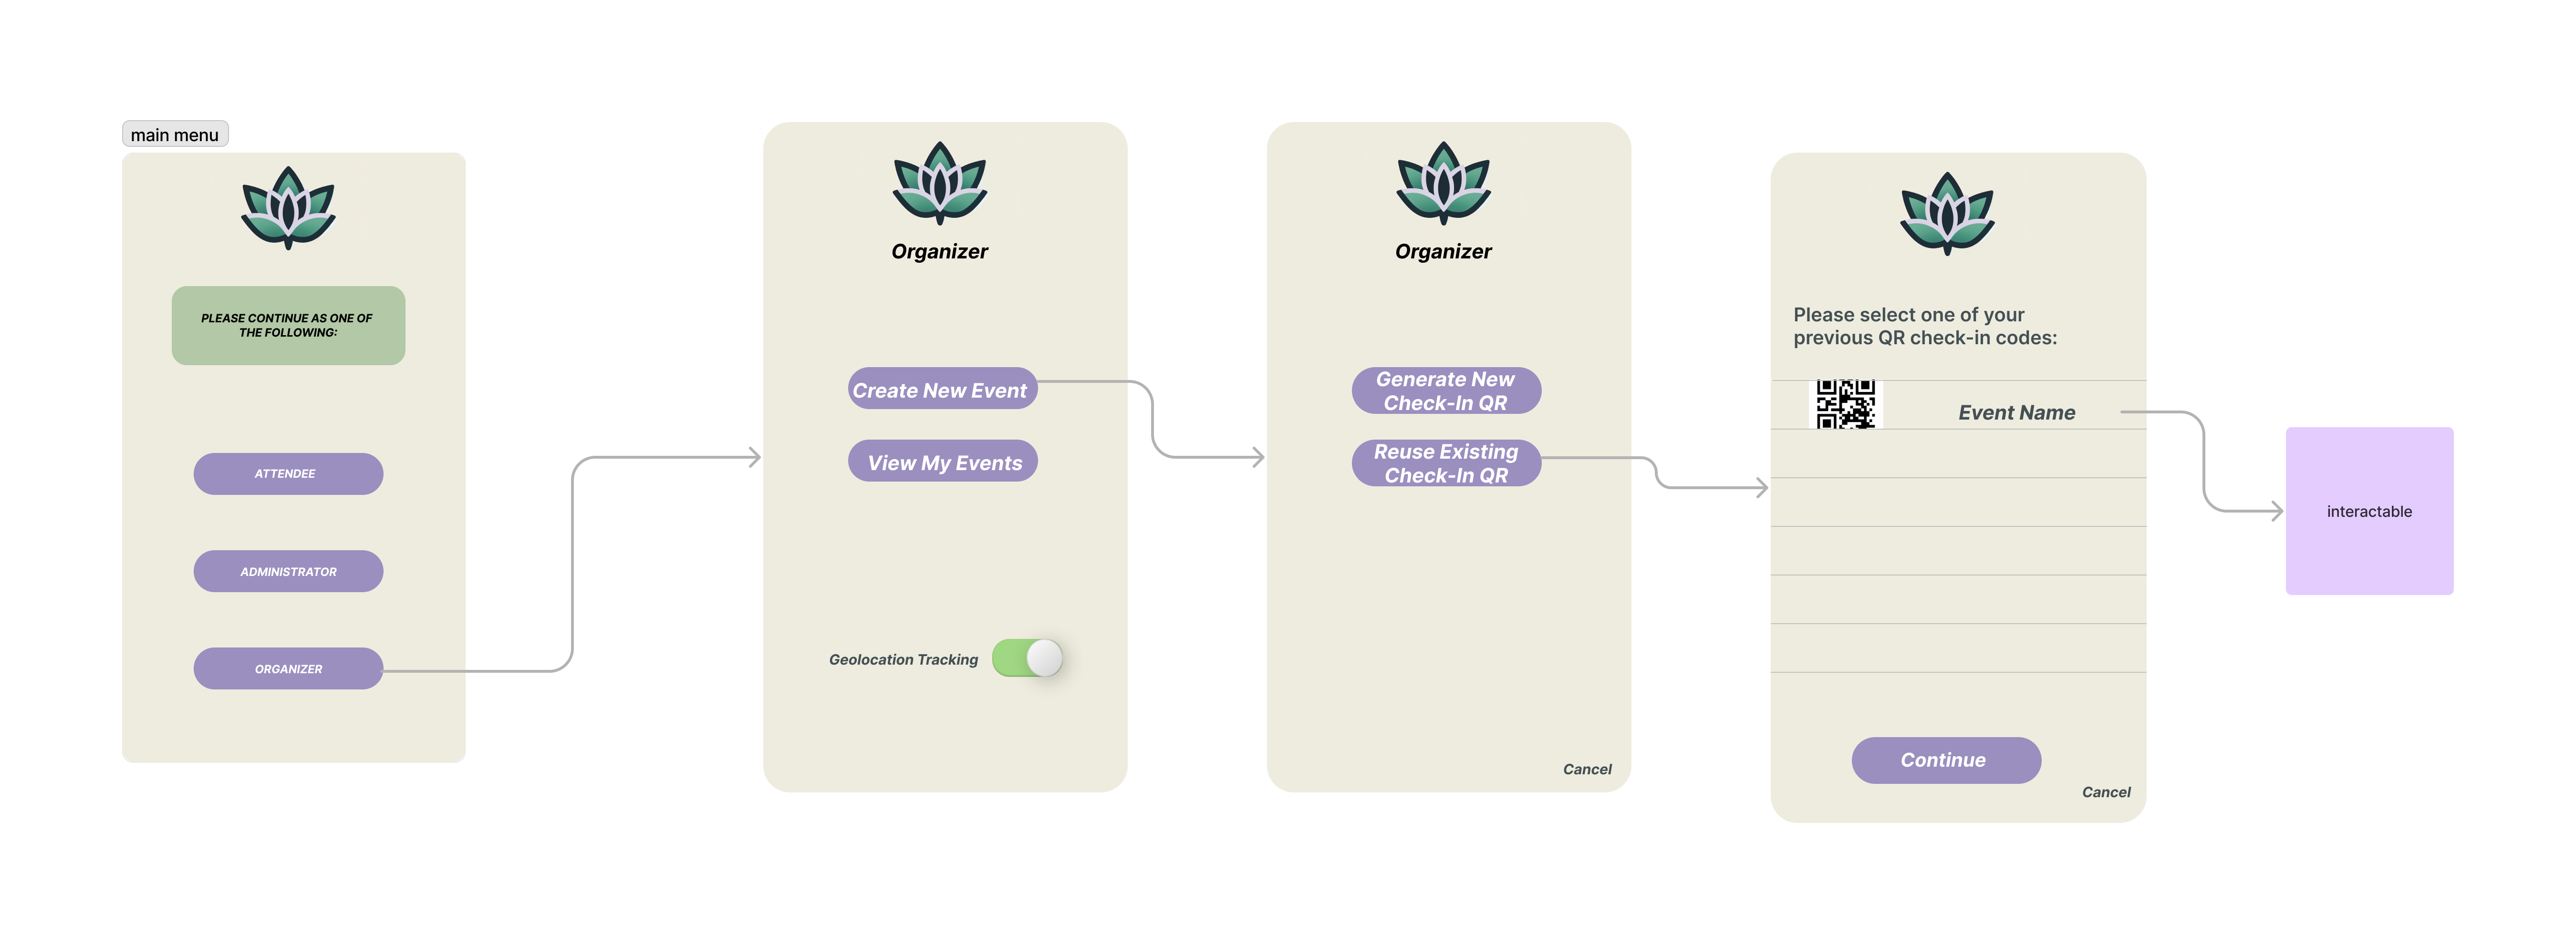 main menu
PLEASE CONTINUE AS ONE OF
THE FOLLOWING:
ATTENDEE
ADMINISTRATOR
ORGANIZER
Organizer
Create New Event
View My Events
Geolocation Tracking
Organizer
Generate New
Check-In QR
Reuse Existing
Check-In QR
Cancel
Please select one of your
previous QR check-in codes:
Event Name
Continue
Cancel
interactable